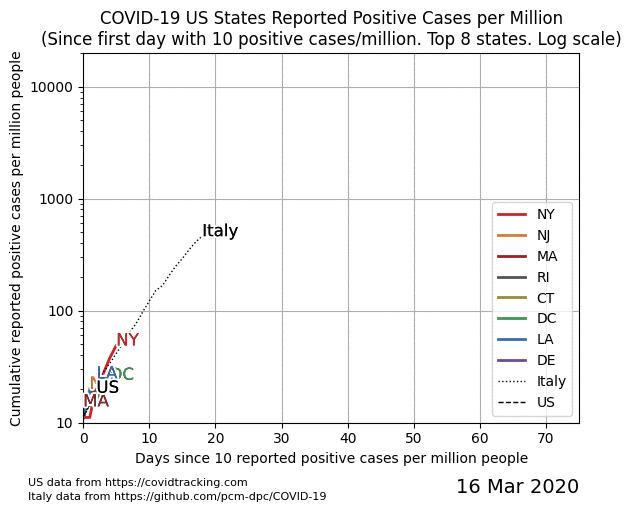 COVID-19 US States Reported Positive Cases per Million
(Since first day with 10 positive cases/million. Top 8 states. Log scale)
Cumulative reported positive cases per million people
10000
1000
100
10
Italy
NY
LA
DC
US
MA
NY
NJ
MA
RI
CT
DC
LA
DE
Italy
US
0 10 20 30 40 50 60 70
Days since 10 reported positive cases per million people
US data from https://covidtracking.com
Italy data from https://github.com/pcm-dpc/COVID-19
16 Mar 2020